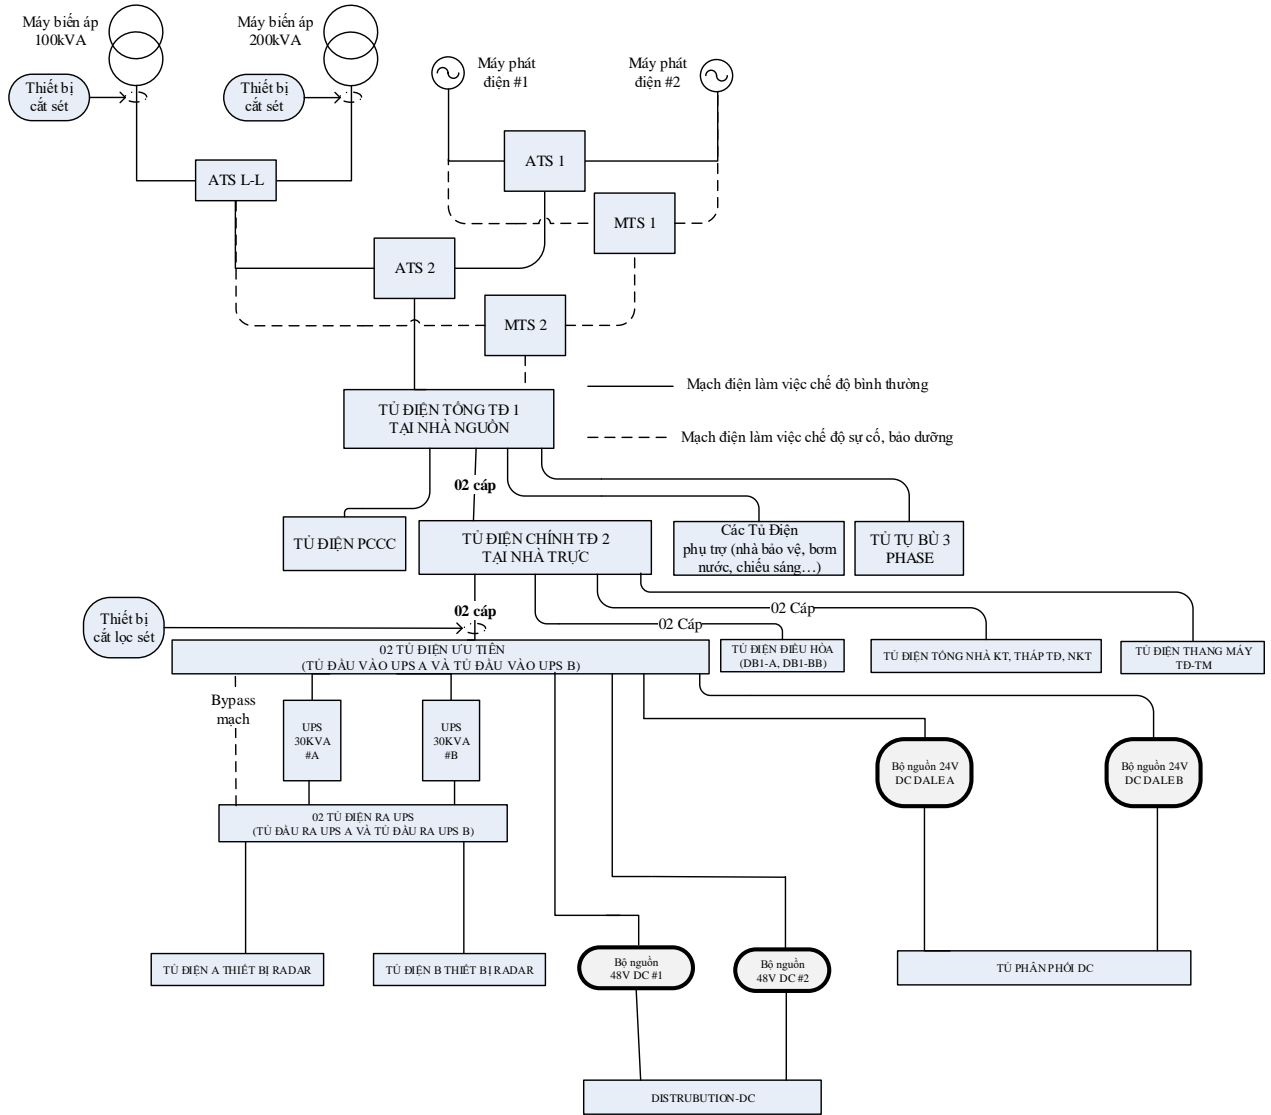 Máy biến áp
100kVA
Máy biến áp
200kVA
Máy phát
điện #1
Máy phát
điện #2
Thiết bị
cắt sét
Thiết bị
cắt sét
ATS 1
ATS L-L
MTS 1
ATS 2
MTS 2
Mạch điện làm việc chế độ bình thường
TỦ ĐIỆN TỔNG TĐ 1
TẠI NHÀ NGUỒN
Mạch điện làm việc chế độ sự cố, bảo dưỡng
02 cáp
TỦ ĐIỆN PCCC
TỦ ĐIỆN CHÍNH TĐ 2
TẠI NHÀ TRỰC
Các Tủ Điện
phụ trợ (nhà bảo vệ, bơm
nước, chiếu sáng…)
TỦ TỤ BÙ 3
PHASE
Thiết bị
cắt lọc sét
02 cáp
02 Cáp
02 Cáp
02 TỦ ĐIỆN ƯU TIÊN
(TỦ ĐẦU VÀO UPS A VÀ TỦ ĐẦU VÀO UPS B)
TỦ ĐIỆN ĐIỀU HÒA
(DB1-A, DB1-BB)
TỦ ĐIỆN TỔNG NHÀ KT, THÁP TĐ, NKT
TỦ ĐIỆN THANG MÁY
TĐ-TM
Bypass
mạch
UPS
30KVA
#A
UPS
30KVA
#B
Bộ nguồn 24V
DC DALE A
Bộ nguồn 24V
DC DALE B
02 TỦ ĐIỆN RA UPS
(TỦ ĐẦU RA UPS A VÀ TỦ ĐẦU RA UPS B)
TỦ ĐIỆN A THIẾT BỊ RADAR
TỦ ĐIỆN B THIẾT BỊ RADAR
Bộ nguồn
48V DC #1
Bộ nguồn
48V DC #2
TỦ PHÂN PHỐI DC
DISTRUBUTION-DC